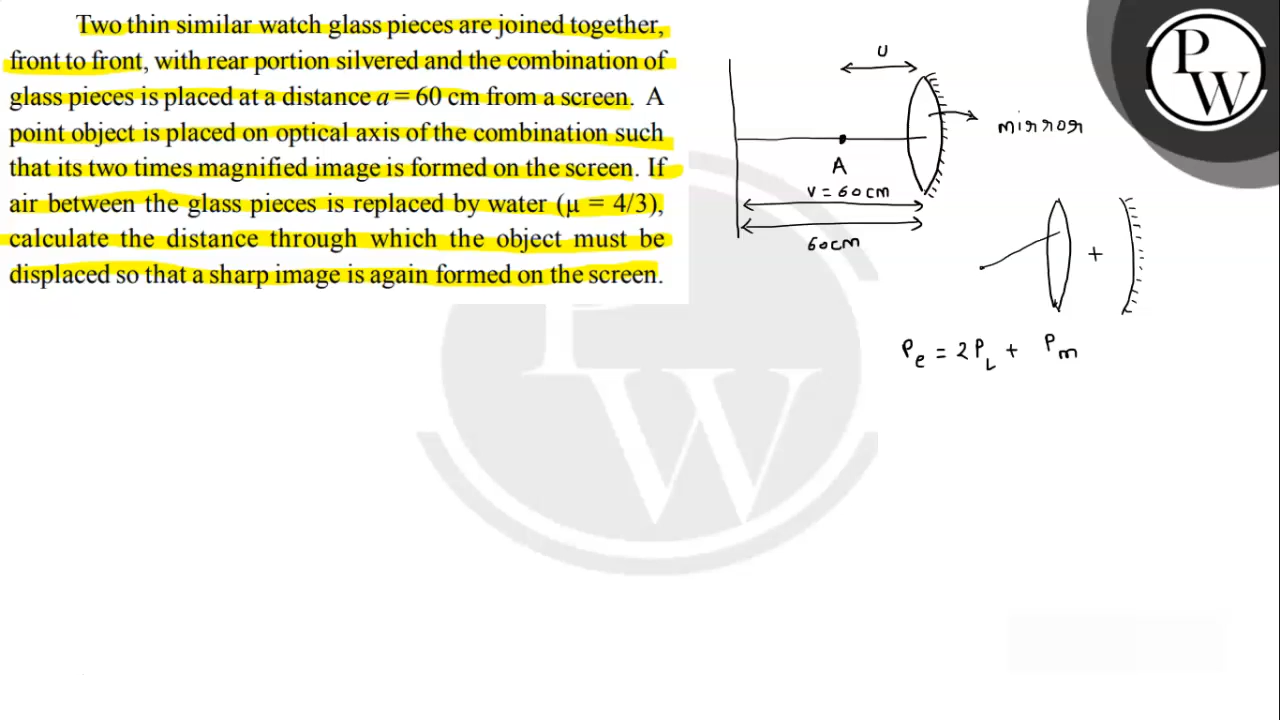 Two thin similar watch glass pieces are joined together,
front to front, with rear portion silvered and the combination of
glass pieces is placed at a distance a = 60 cm from a screen. A
point object is placed on optical axis of the combination such
that its two times magnified image is formed on the screen. If
air between the glass pieces is replaced by water (μ = 4/3),
calculate the distance through which the object must be
displaced so that a sharp image is again formed on the screen.
U
mirror
A
V = 60cm
60cm
+
Pe = 2PL + Pm
P
W
P
W